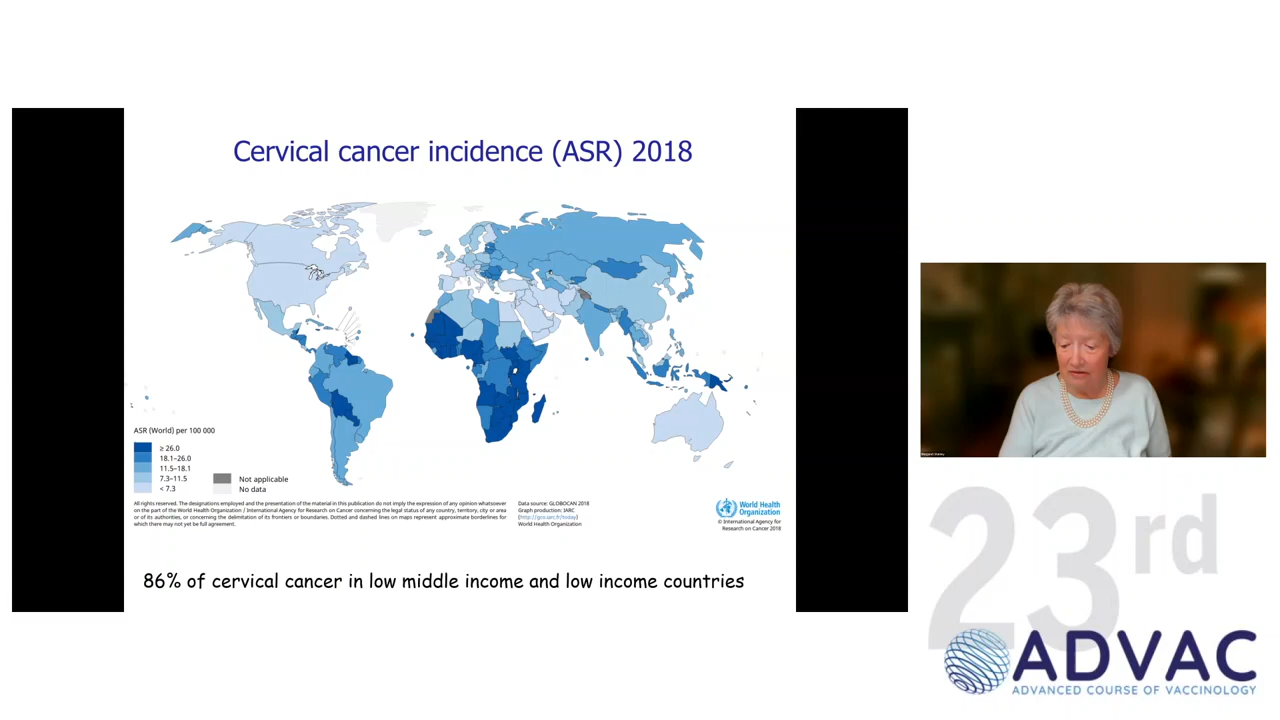 Cervical cancer incidence (ASR) 2018
ASR (World) per 100 000
≥ 26.0
18.1–26.0
11.5–18.1
7.3–11.5
< 7.3
Not applicable
No data
All rights reserved. The designations employed and the presentation of the material in this publication do not imply the expression of any opinion whatsoever
on the part of the World Health Organization / International Agency for Research on Cancer concerning the legal status of any country, territory, city or area
or of its authorities, or concerning the delimitation of its frontiers or boundaries. Dotted and dashed lines on maps represent approximate borderlines for
which there may not yet be full agreement.
Data source: GLOBOCAN 2018
Graph production: IARC
(http://gco.iarc.fr/today)
World Health Organization
World Health
Organization
© International Agency for
Research on Cancer 2018
86% of cervical cancer in low middle income and low income countries
23rd
ADVAC
ADVANCED COURSE OF VACCINOLOGY